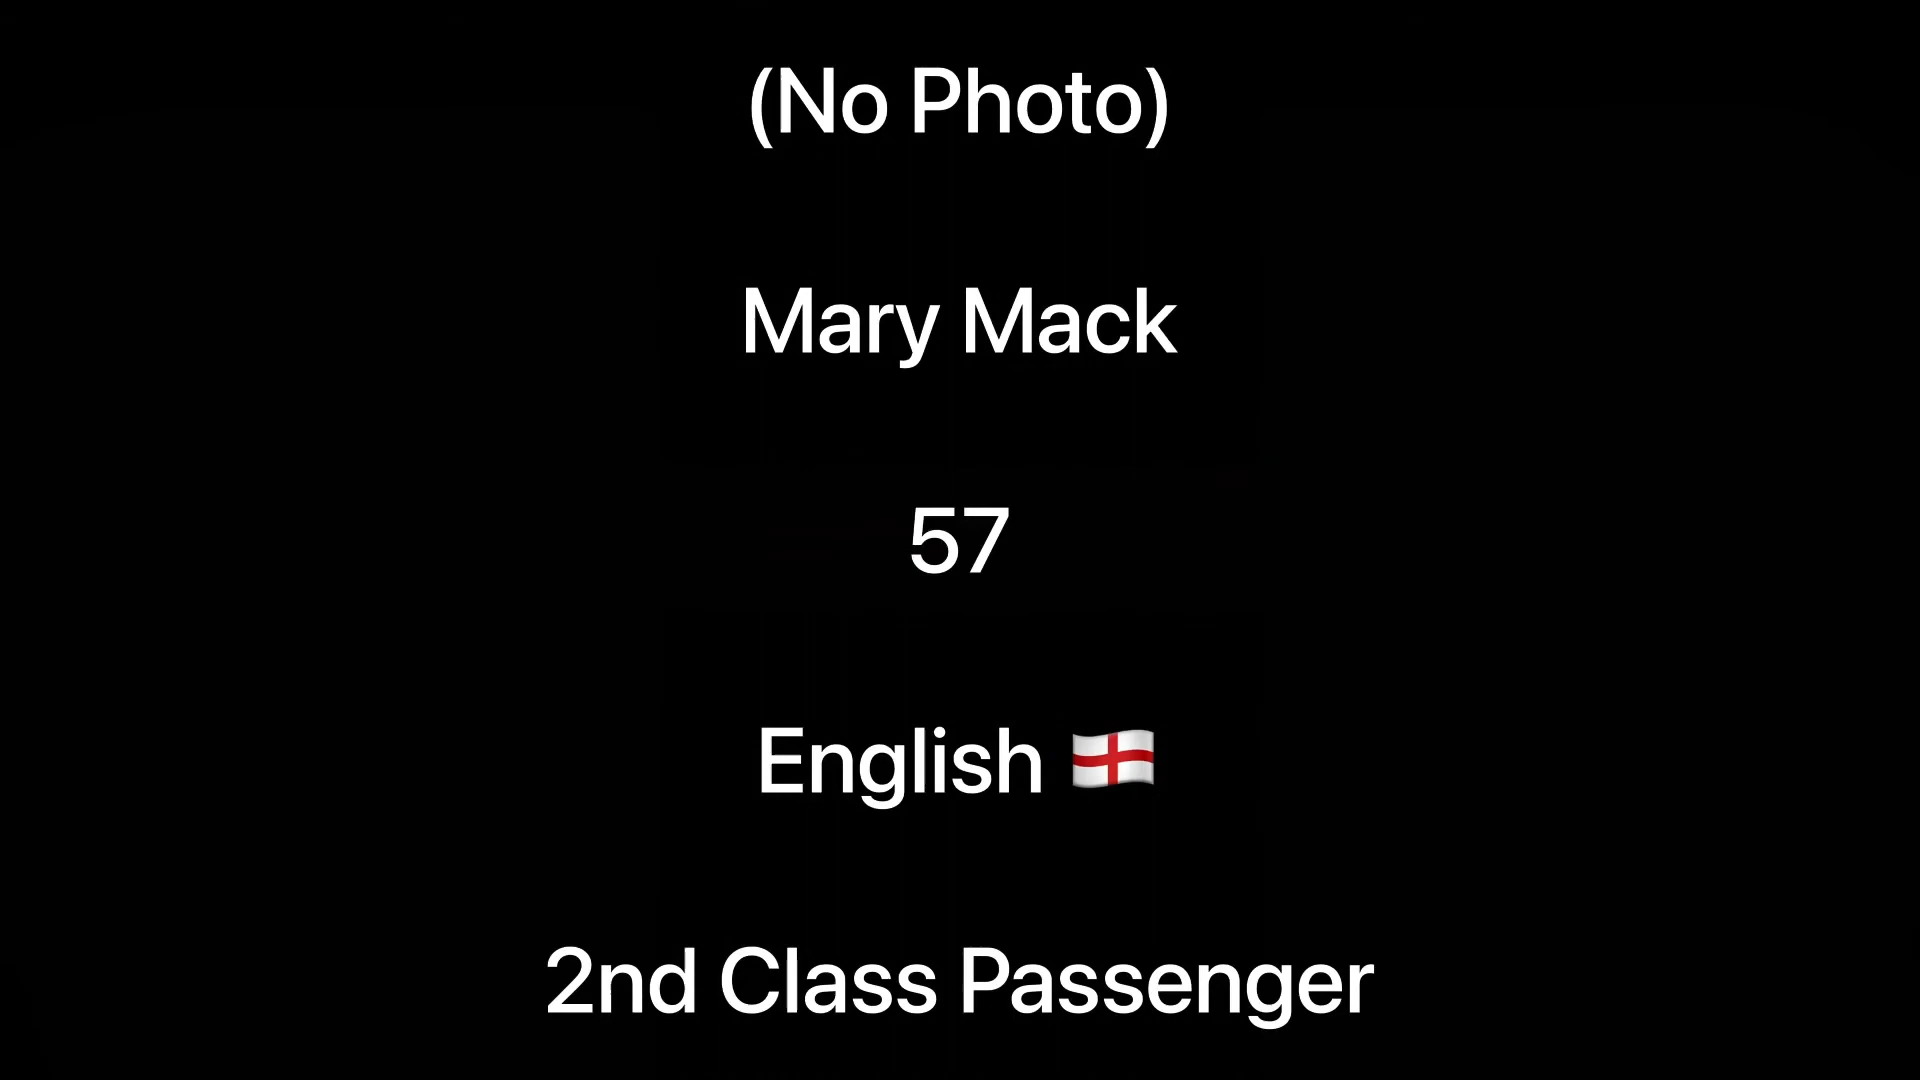 (No Photo)
Mary Mack
57
English 🏴󠁧󠁢󠁥󠁮󠁧󠁿
2nd Class Passenger